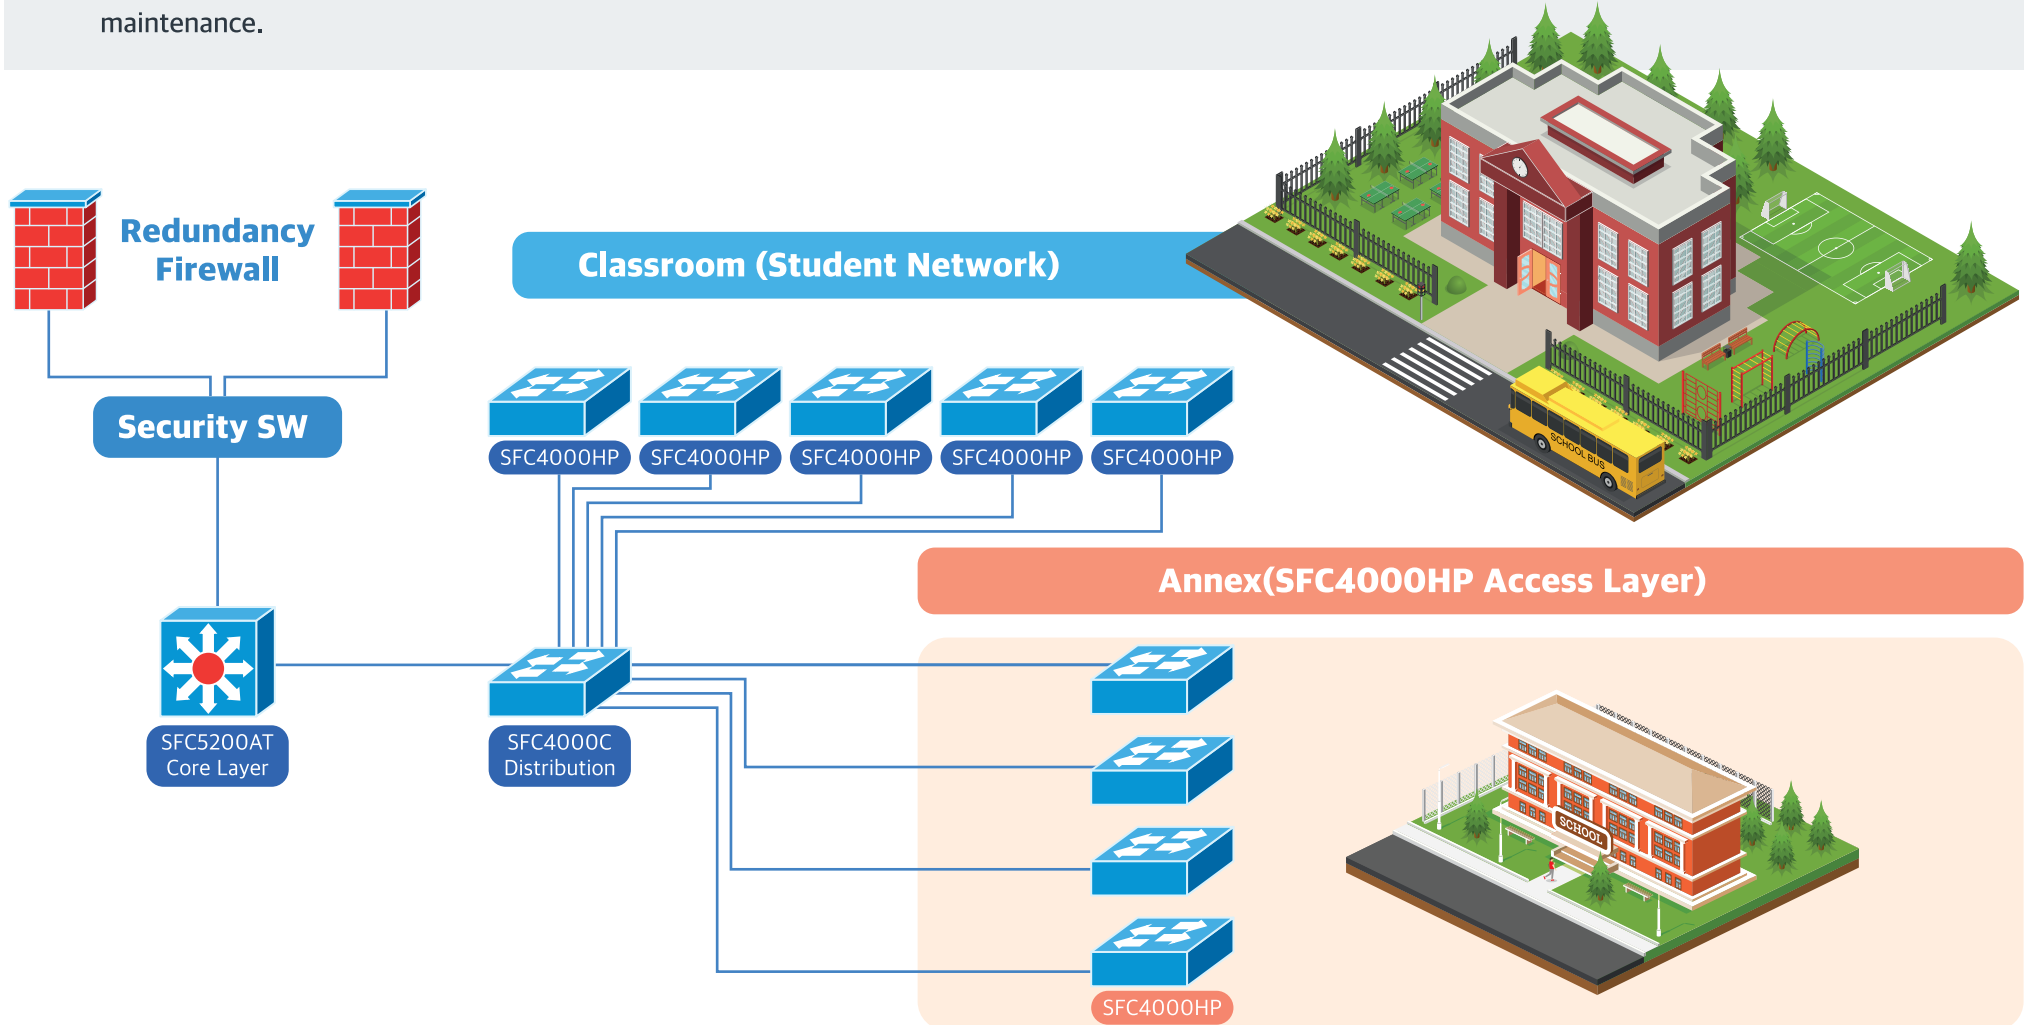 maintenance.
Redundancy
Firewall
Classroom (Student Network)
Security SW
SFC4000HP
SFC4000HP
SFC4000HP
SFC4000HP
SFC4000HP
SCHOOL BUS
Annex(SFC4000HP Access Layer)
SFC5200AT
Core Layer
SFC4000C
Distribution
SCHOOL
SFC4000HP